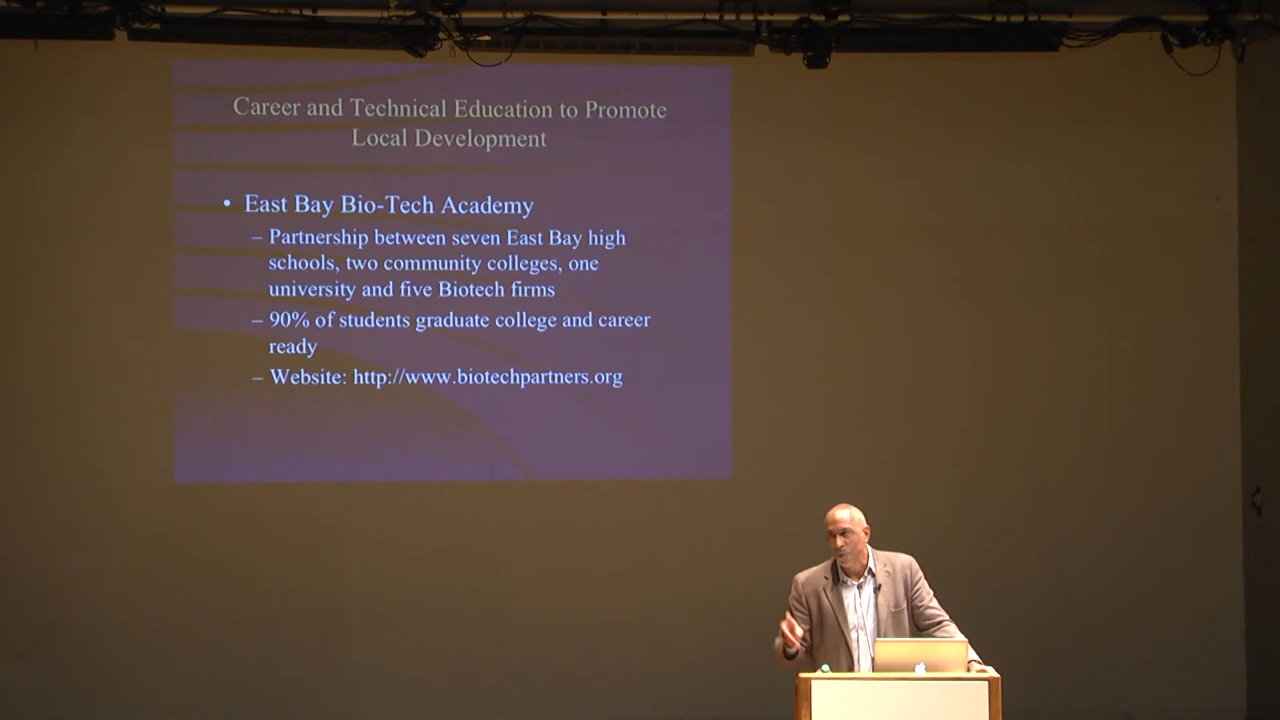 Career and Technical Education to Promote
Local Development
• East Bay Bio-Tech Academy
– Partnership between seven East Bay high
schools, two community colleges, one
university and five Biotech firms
– 90% of students graduate college and career
ready
– Website: http://www.biotechpartners.org